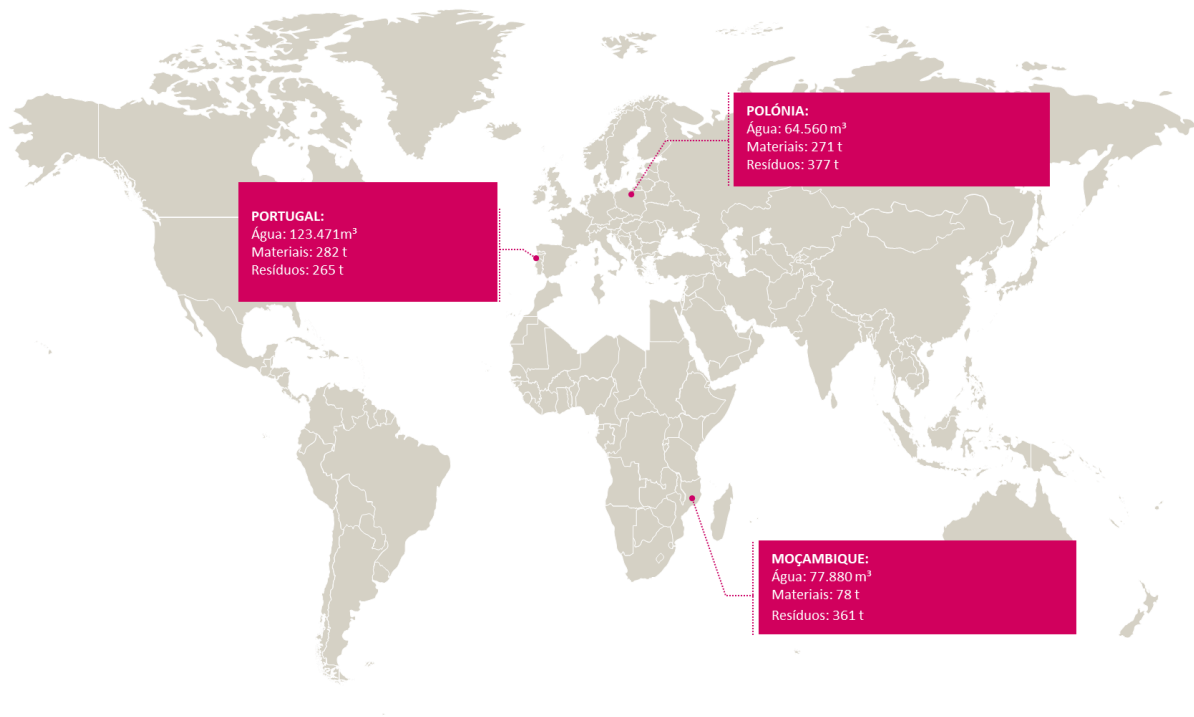 POLÓNIA:
Água: 64.560 m³
Materiais: 271 t
Resíduos: 377 t
PORTUGAL:
Água: 123.471m³
Materiais: 282 t
Resíduos: 265 t
MOÇAMBIQUE:
Água: 77.880 m³
Materiais: 78 t
Resíduos: 361 t